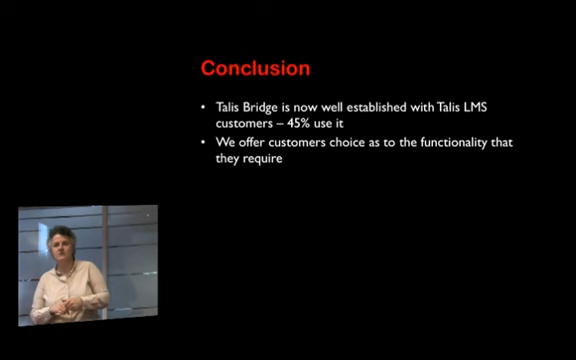 Conclusion
• Talis Bridge is now well established with Talis LMS
customers – 45% use it
• We offer customers choice as to the functionality that
they require